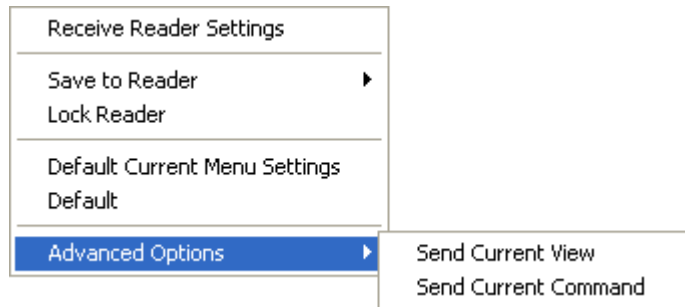 Receive Reader Settings
Save to Reader
Lock Reader
Default Current Menu Settings
Default
Advanced Options
Send Current View
Send Current Command